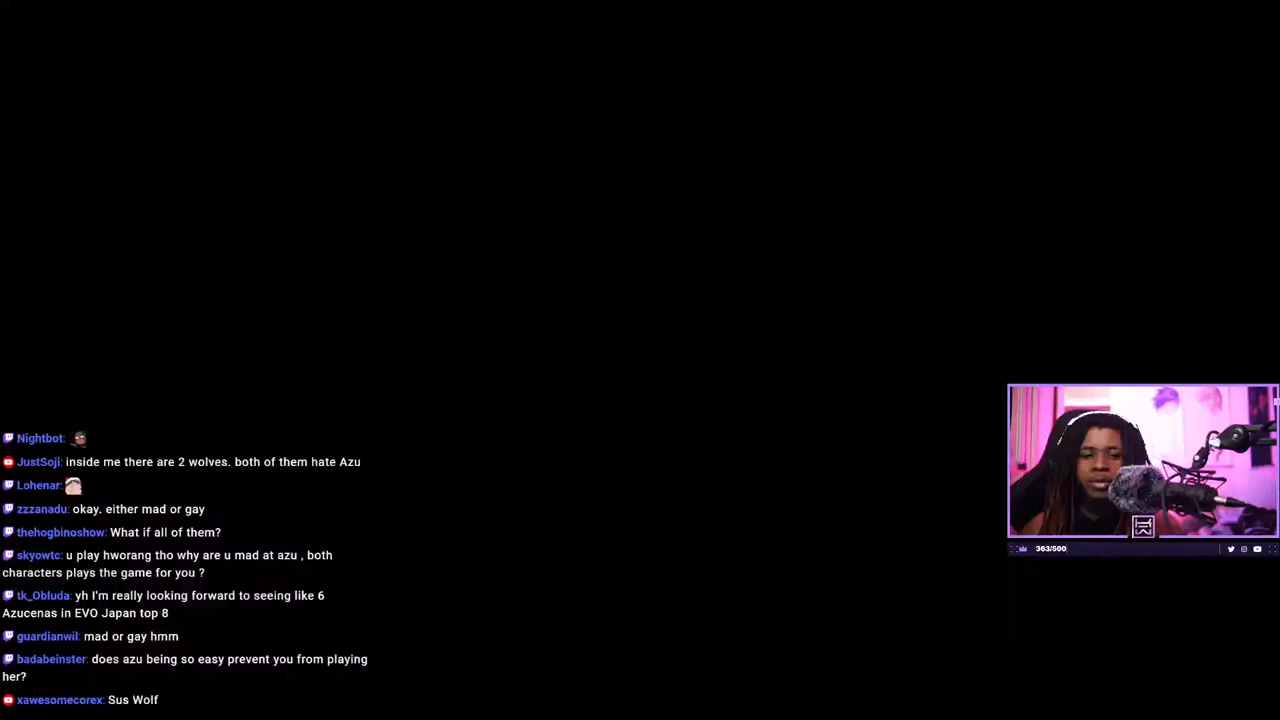 Nightbot:
JustSoji: inside me there are 2 wolves. both of them hate Azu
Lohenar:
zzzanadu: okay. either mad or gay
thehogbinoshow: What if all of them?
skyowtc: u play hworang tho why are u mad at azu , both
characters plays the game for you ?
tk_Obluda: yh I'm really looking forward to seeing like 6
Azucenas in EVO Japan top 8
guardianwil: mad or gay hmm
badabeinster: does azu being so easy prevent you from playing
her?
xawesomecorex: Sus Wolf
363/500